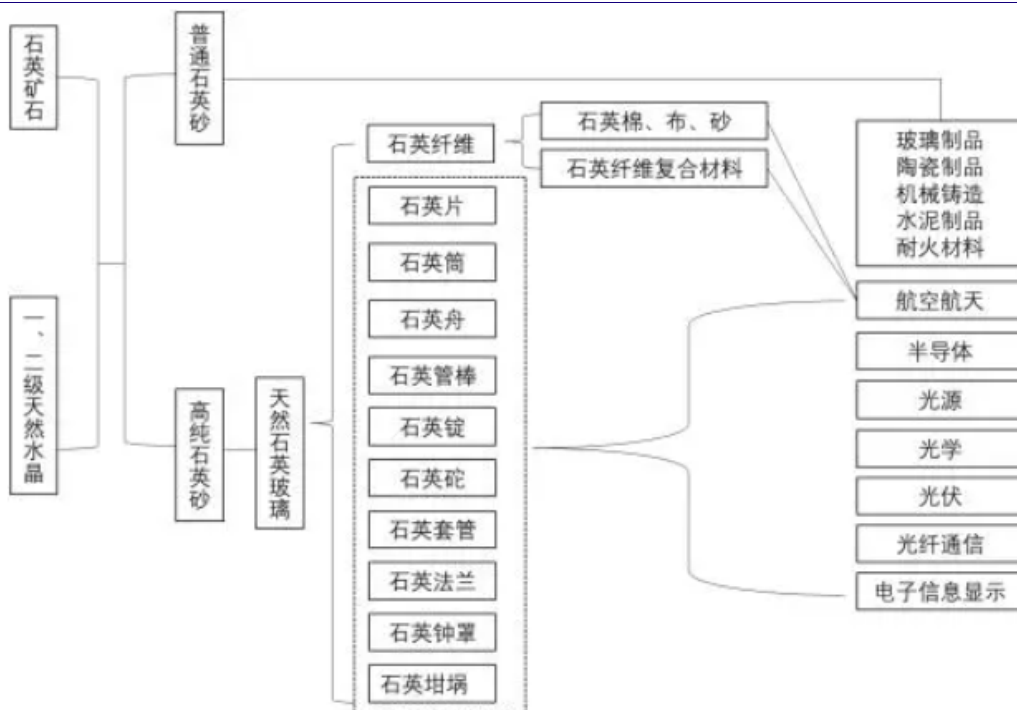 石英矿石
一、二级天然水晶
普通石英砂
高纯石英砂
天然石英玻璃
石英纤维
石英片
石英筒
石英舟
石英管棒
石英锭
石英砣
石英套管
石英法兰
石英钟罩
石英坩埚
石英棉、布、砂
石英纤维复合材料
玻璃制品
陶瓷制品
机械铸造
水泥制品
耐火材料
航空航天
半导体
光源
光学
光伏
光纤通信
电子信息显示